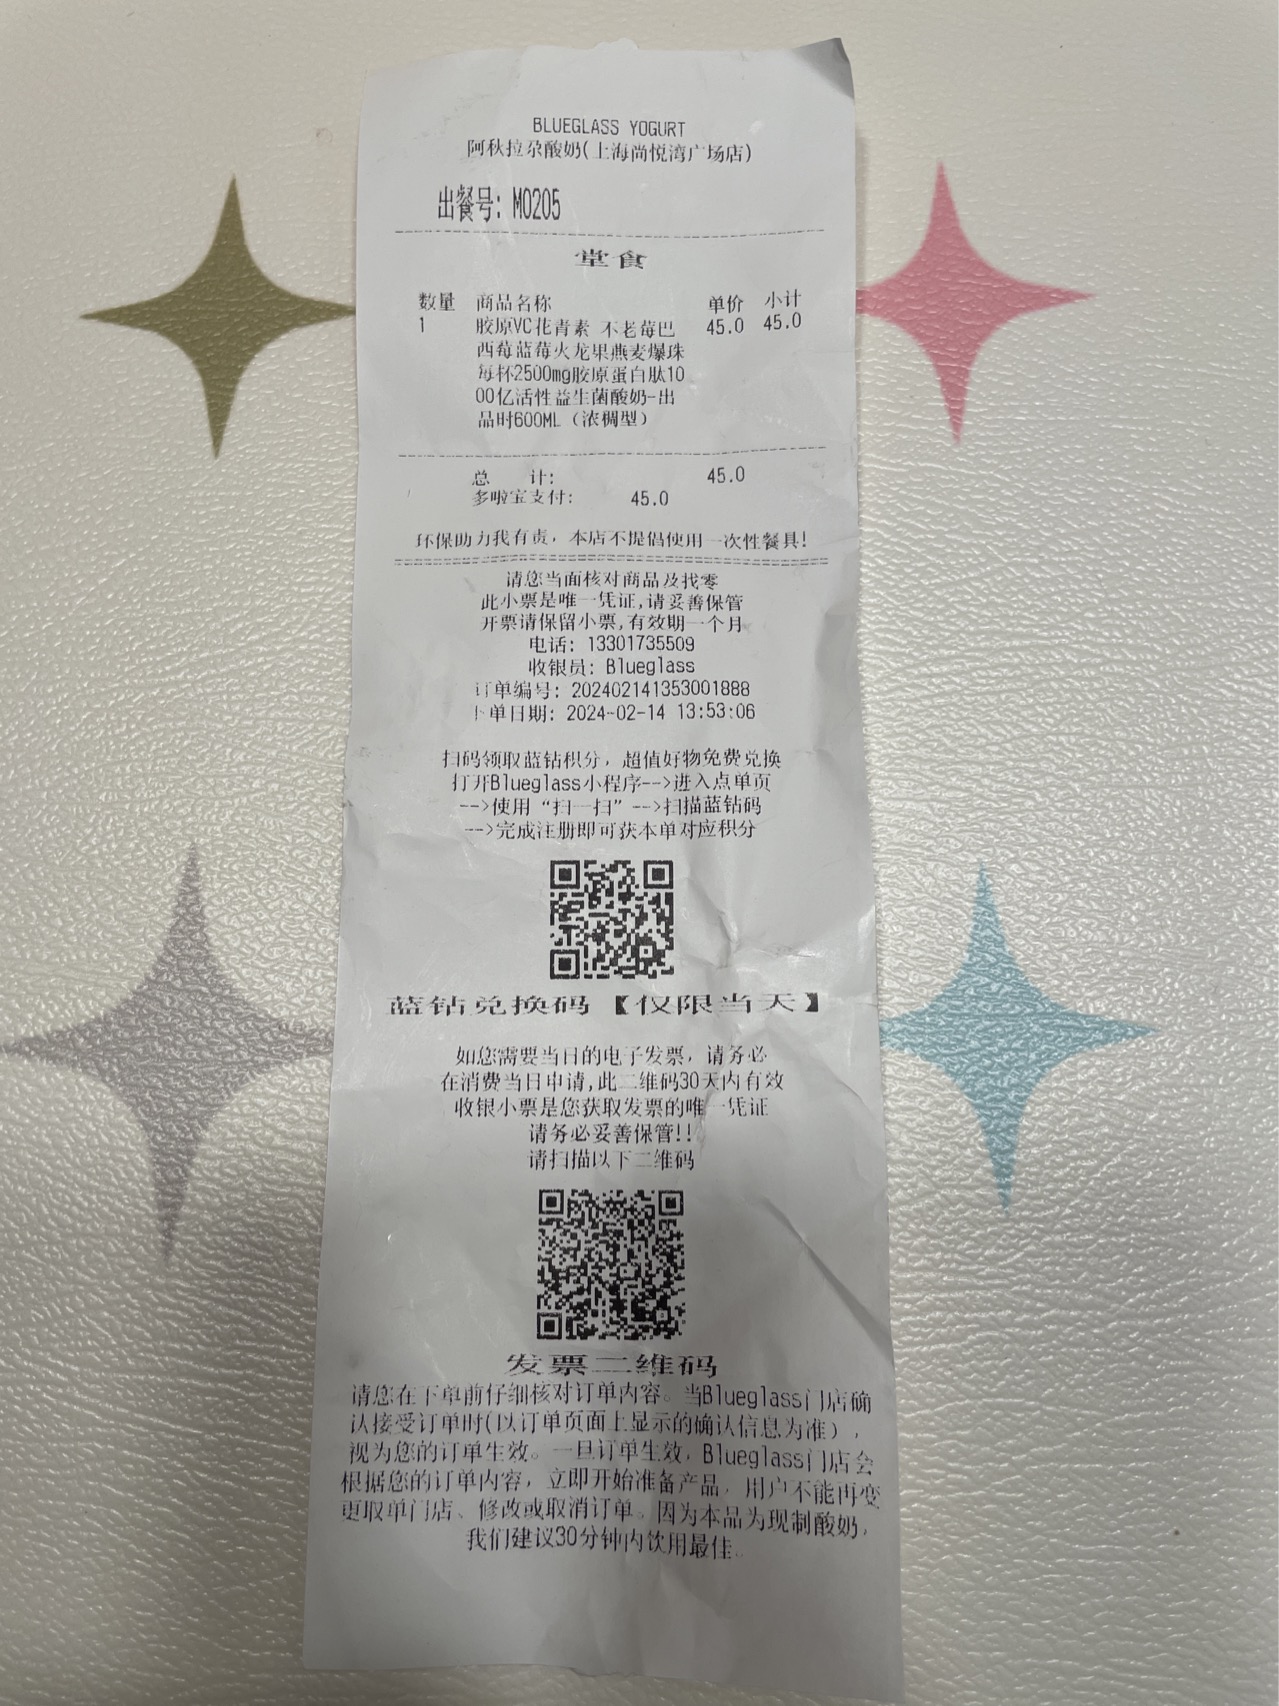 BLUEGLASS YOGURT
阿秋拉尕酸奶(上海尚悦湾广场店)
出餐号: M0205
堂食
数量 商品名称 单价 小计
1 胶原VC花青素 不老莓巴 45.0 45.0
西莓蓝莓火龙果燕麦爆珠
每杯2500mg胶原蛋白肽10
00亿活性益生菌酸奶-出
品时600ML（浓稠型）
总 计: 45.0
多啦宝支付: 45.0
环保助力我有责，本店不提倡使用一次性餐具!
请您当面核对商品及找零
此小票是唯一凭证,请妥善保管
开票请保留小票,有效期一个月
电话: 13301735509
收银员: Blueglass
订单编号: 202402141353001888
下单日期: 2024-02-14 13:53:06
扫码领取蓝钻积分，超值好物免费兑换
打开Blueglass小程序-->进入点单页
-->使用“扫一扫”-->扫描蓝钻码
-->完成注册即可获本单对应积分
蓝钻兑换码【仅限当天】
如您需要当日的电子发票，请务必
在消费当日申请,此二维码30天内有效
收银小票是您获取发票的唯一凭证
请务必妥善保管!!
请扫描以下二维码
发票二维码
请您在下单前仔细核对订单内容。当Blueglass门店确
认接受订单时(以订单页面上显示的确认信息为准)，
视为您的订单生效。一旦订单生效，Blueglass门店会
根据您的订单内容，立即开始准备产品，用户不能再变
更取单门店、修改或取消订单。因为本品为现制酸奶，
我们建议30分钟内饮用最佳。